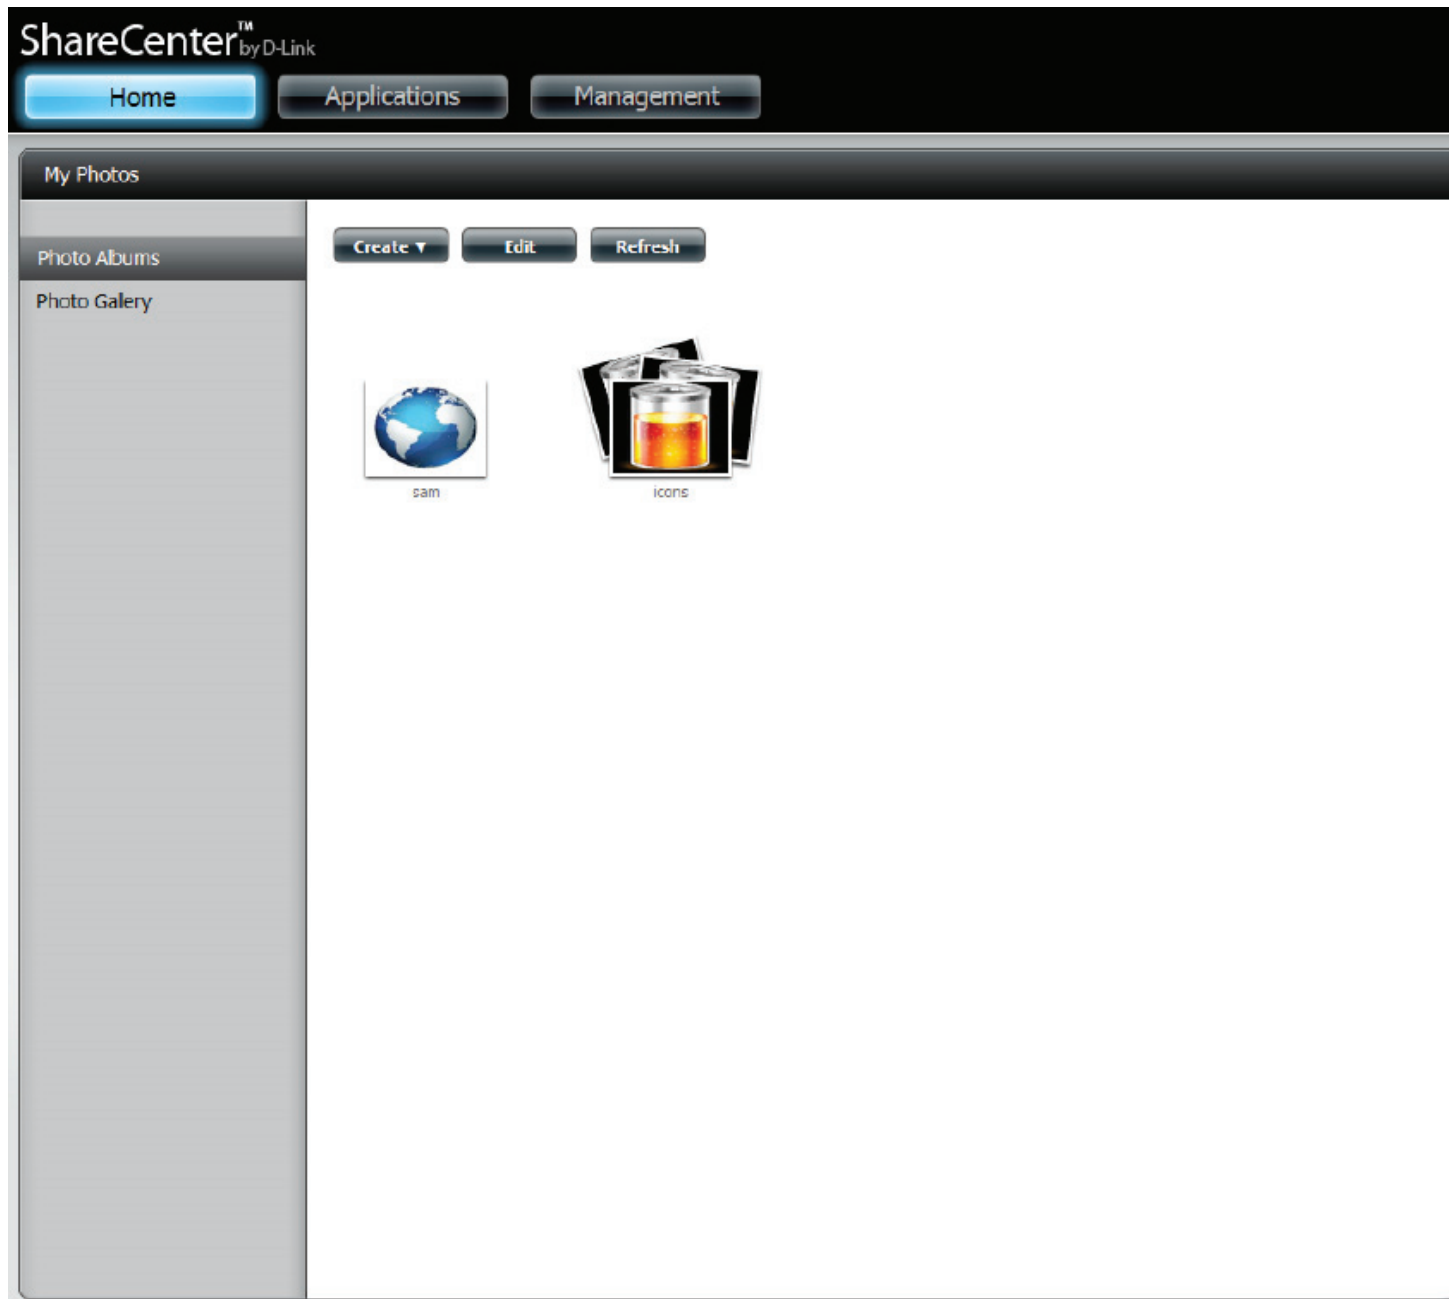 ShareCenter™ by D-Link
Home Applications Management
My Photos
Photo Albums
Photo Galery
Create ▼ Edit Refresh
sam icons